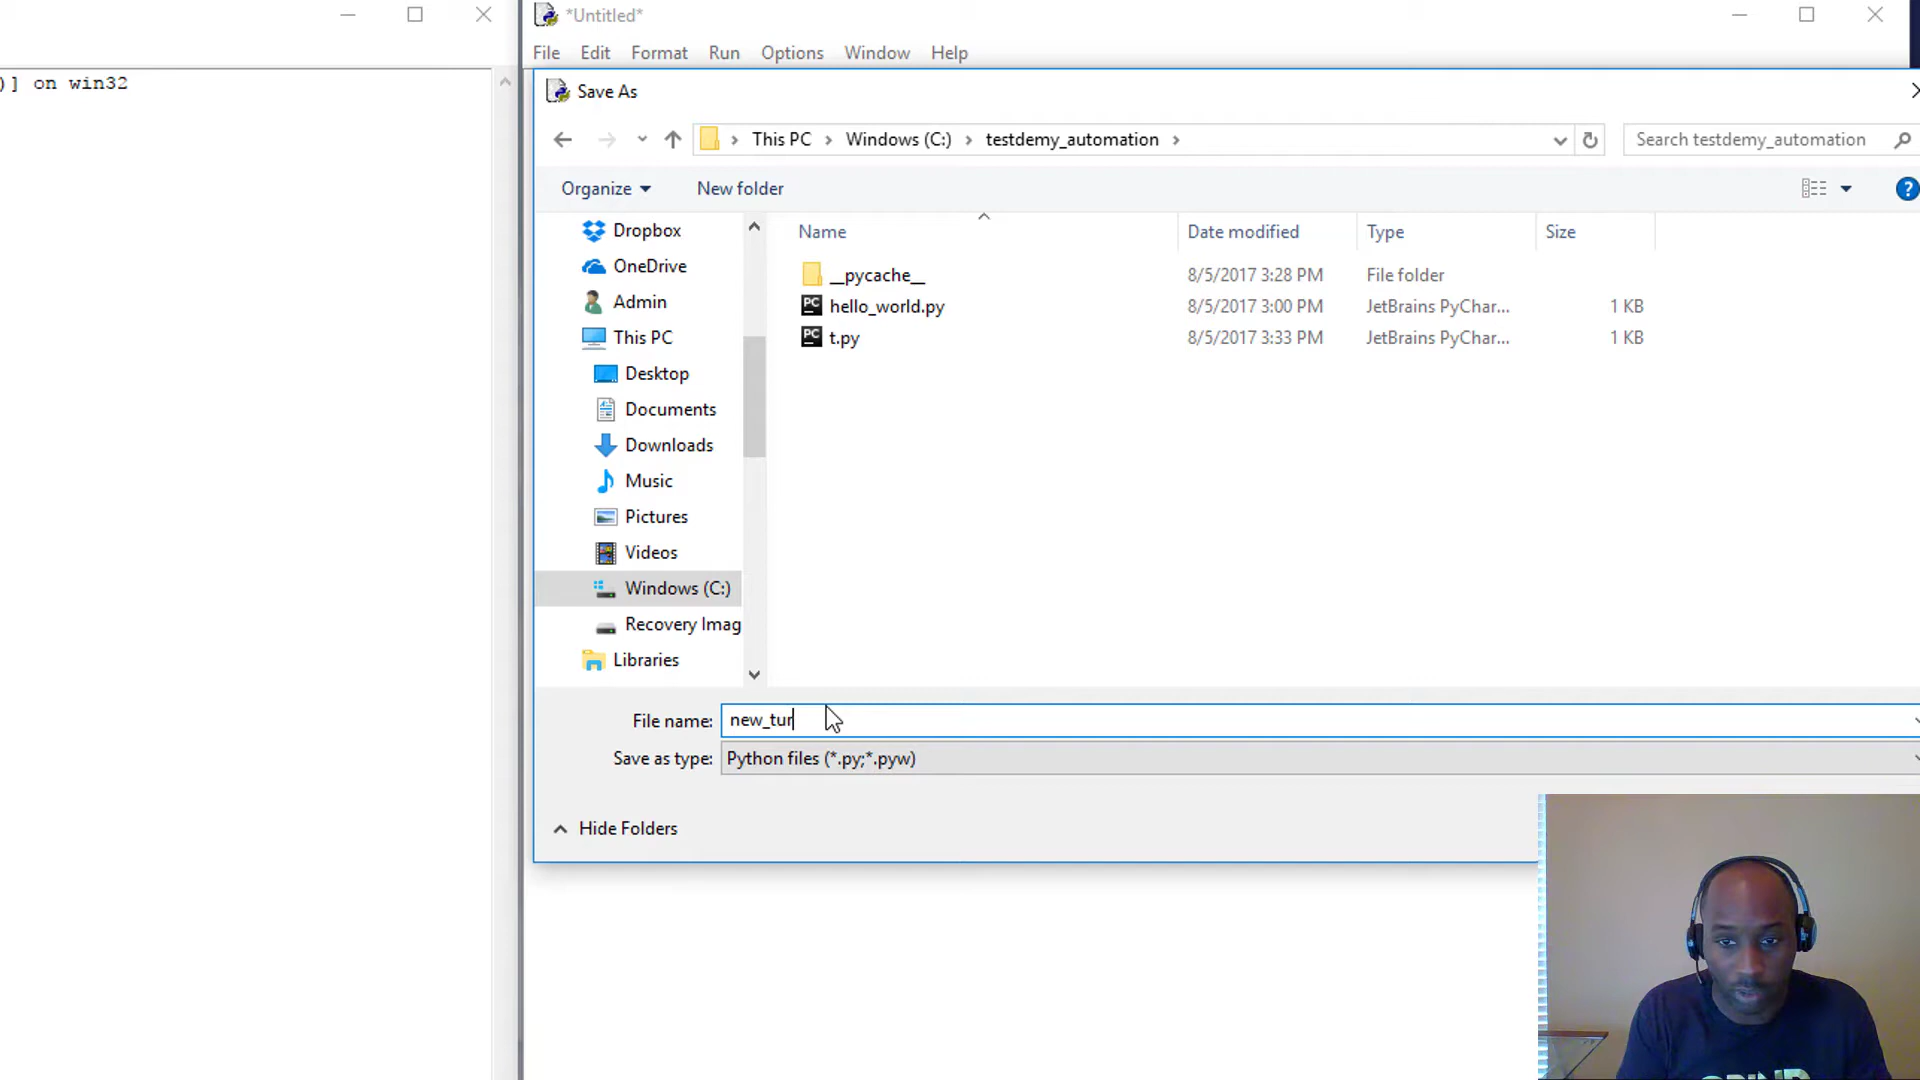 *Untitled*
File Edit Format Run Options Window Help
)] on win32
Save As
This PC Windows (C:) testdemy_automation
Search testdemy_automation
Organize New folder
Name Date modified Type Size
Dropbox
OneDrive
Admin
This PC
Desktop
Documents
Downloads
Music
Pictures
Videos
Windows (C:)
Recovery Imag
Libraries
__pycache__ 8/5/2017 3:28 PM File folder
hello_world.py 8/5/2017 3:00 PM JetBrains PyChar... 1 KB
t.py 8/5/2017 3:33 PM JetBrains PyChar... 1 KB
File name: new_tur
Save as type: Python files (*.py;*.pyw)
Hide Folders